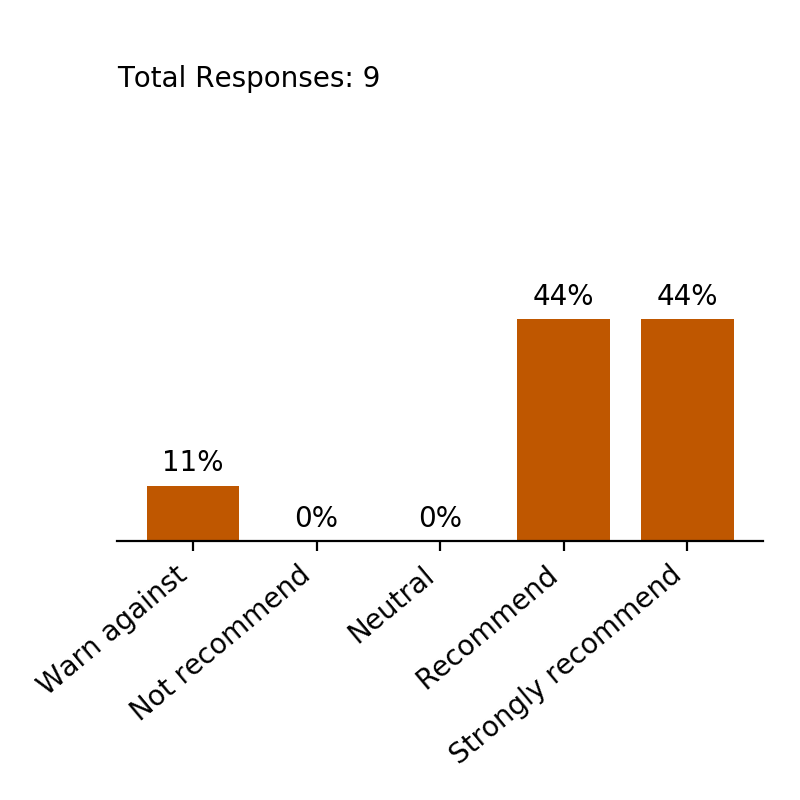 Total Responses: 9
44%
44%
11%
0%
0%
Warn against
Not recommend
Neutral
Recommend
Strongly recommend